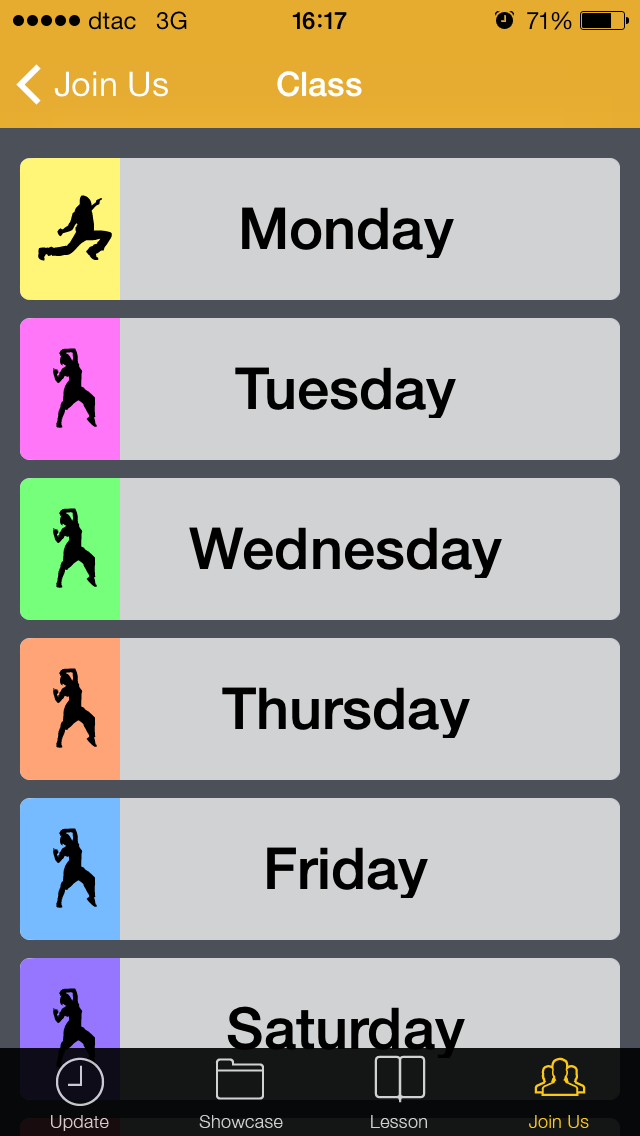 dtac 3G 16:17 71%
Join Us Class
Monday
Tuesday
Wednesday
Thursday
Friday
Saturday
Update Showcase Lesson Join Us